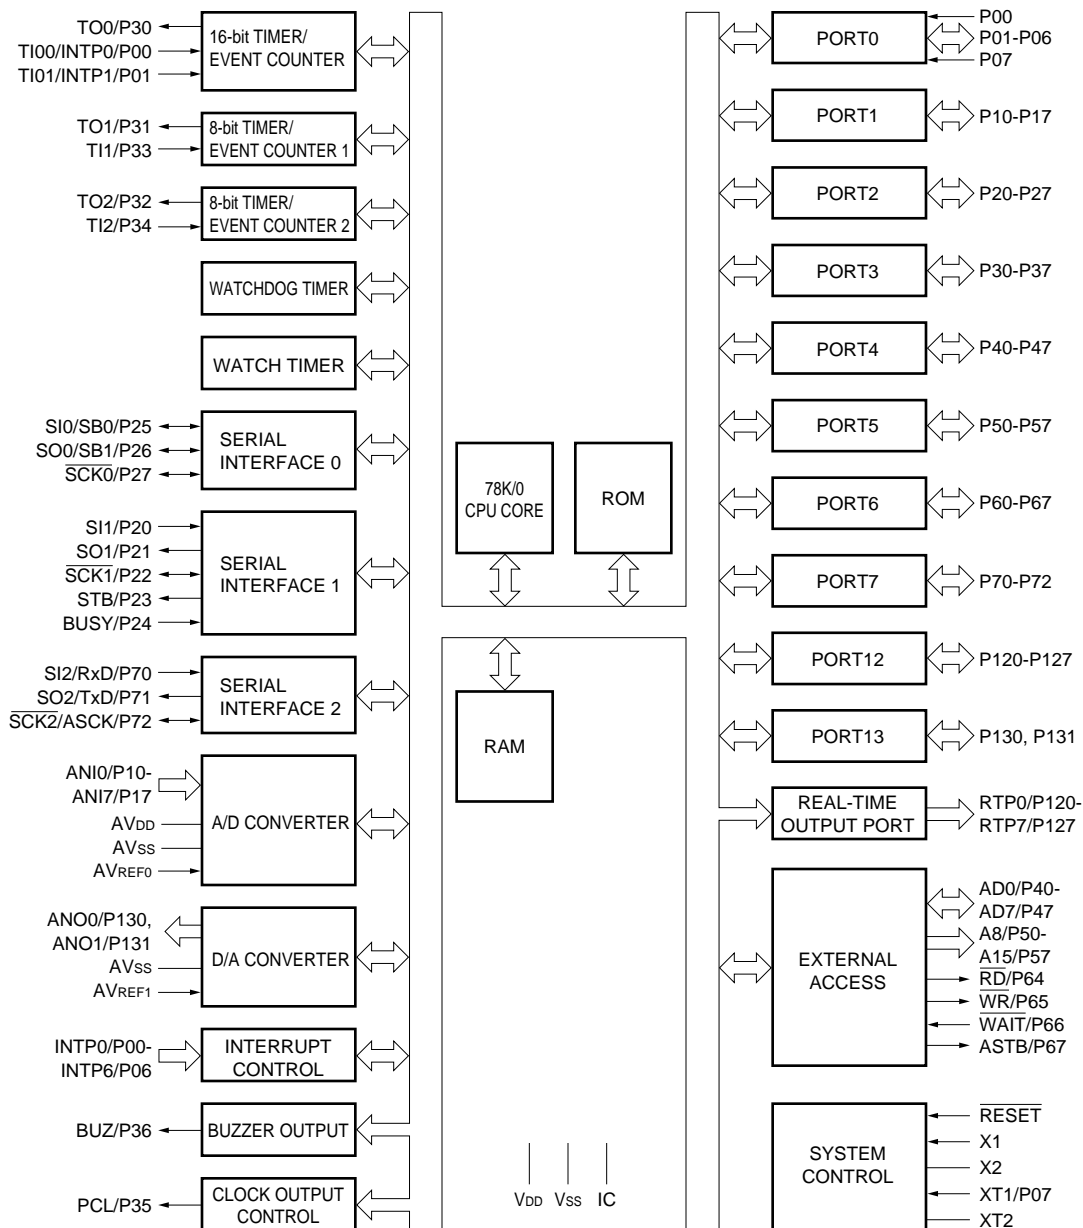 TO0/P30
TI00/INTP0/P00
TI01/INTP1/P01
16-bit TIMER/
EVENT COUNTER
TO1/P31
TI1/P33
8-bit TIMER/
EVENT COUNTER 1
TO2/P32
TI2/P34
8-bit TIMER/
EVENT COUNTER 2
WATCHDOG TIMER
WATCH TIMER
SI0/SB0/P25
SO0/SB1/P26
SCK0/P27
SERIAL
INTERFACE 0
SI1/P20
SO1/P21
SCK1/P22
STB/P23
BUSY/P24
SERIAL
INTERFACE 1
SI2/RxD/P70
SO2/TxD/P71
SCK2/ASCK/P72
SERIAL
INTERFACE 2
ANI0/P10-
ANI7/P17
AVDD
AVSS
AVREF0
A/D CONVERTER
ANO0/P130,
ANO1/P131
AVSS
AVREF1
D/A CONVERTER
INTP0/P00-
INTP6/P06
INTERRUPT
CONTROL
BUZ/P36
BUZZER OUTPUT
PCL/P35
CLOCK OUTPUT
CONTROL
78K/0
CPU CORE
ROM
RAM
VDD
VSS
IC
PORT0
P00
P01-P06
P07
PORT1
P10-P17
PORT2
P20-P27
PORT3
P30-P37
PORT4
P40-P47
PORT5
P50-P57
PORT6
P60-P67
PORT7
P70-P72
PORT12
P120-P127
PORT13
P130, P131
REAL-TIME
OUTPUT PORT
RTP0/P120-
RTP7/P127
EXTERNAL
ACCESS
AD0/P40-
AD7/P47
A8/P50-
A15/P57
RD/P64
WR/P65
WAIT/P66
ASTB/P67
SYSTEM
CONTROL
RESET
X1
X2
XT1/P07
XT2